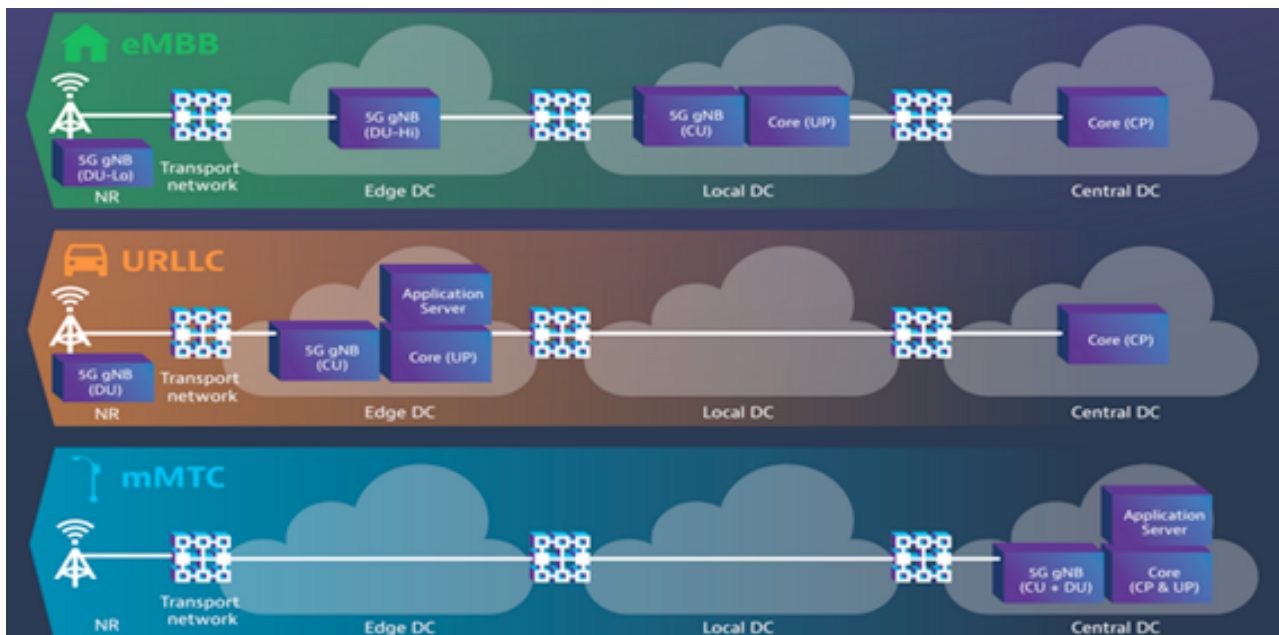 eMBB
5G gNB
(DU-Lo)
NR
Transport
network
5G gNB
(DU-Hi)
Edge DC
5G gNB
(CU)
Core (UP)
Local DC
Core (CP)
Central DC
URLLC
5G gNB
(DU)
NR
Transport
network
Application
Server
5G gNB
(CU)
Core (UP)
Edge DC
Local DC
Core (CP)
Central DC
mMTC
NR
Transport
network
Edge DC
Local DC
Application
Server
5G gNB
(CU + DU)
Core
(CP & UP)
Central DC